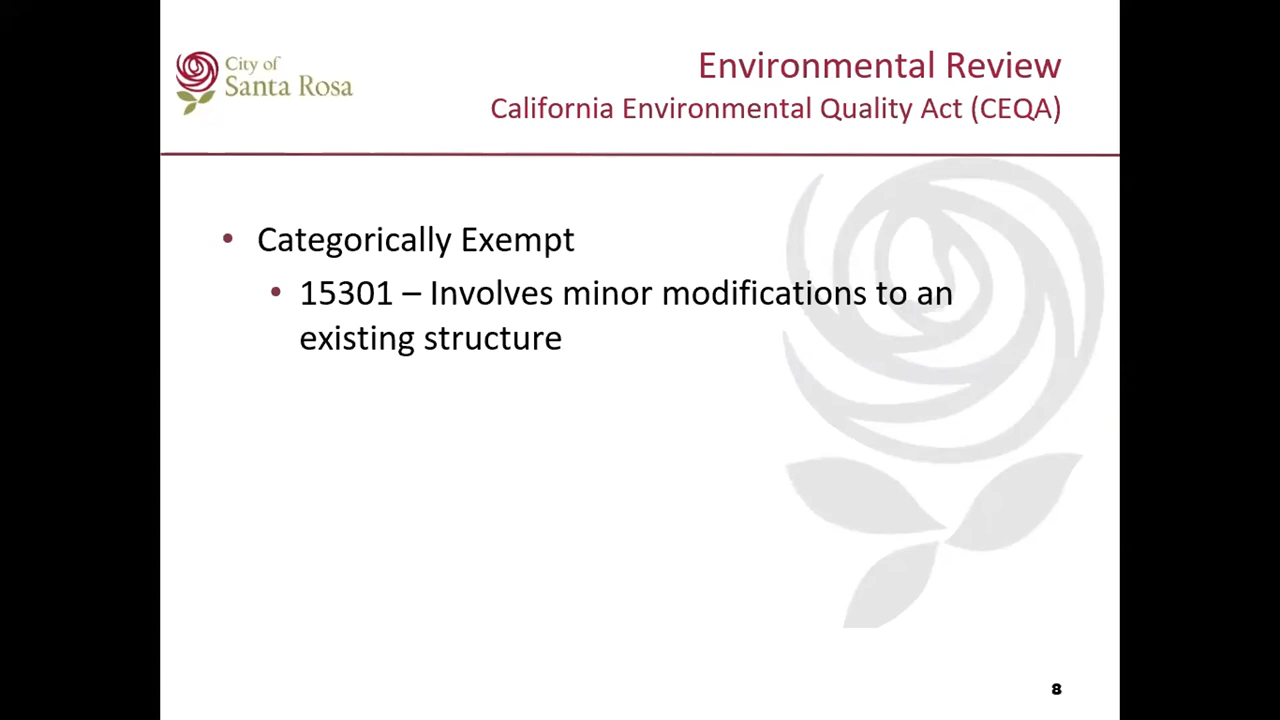 City of
Santa Rosa
Environmental Review
California Environmental Quality Act (CEQA)
• Categorically Exempt
• 15301 – Involves minor modifications to an
existing structure
8